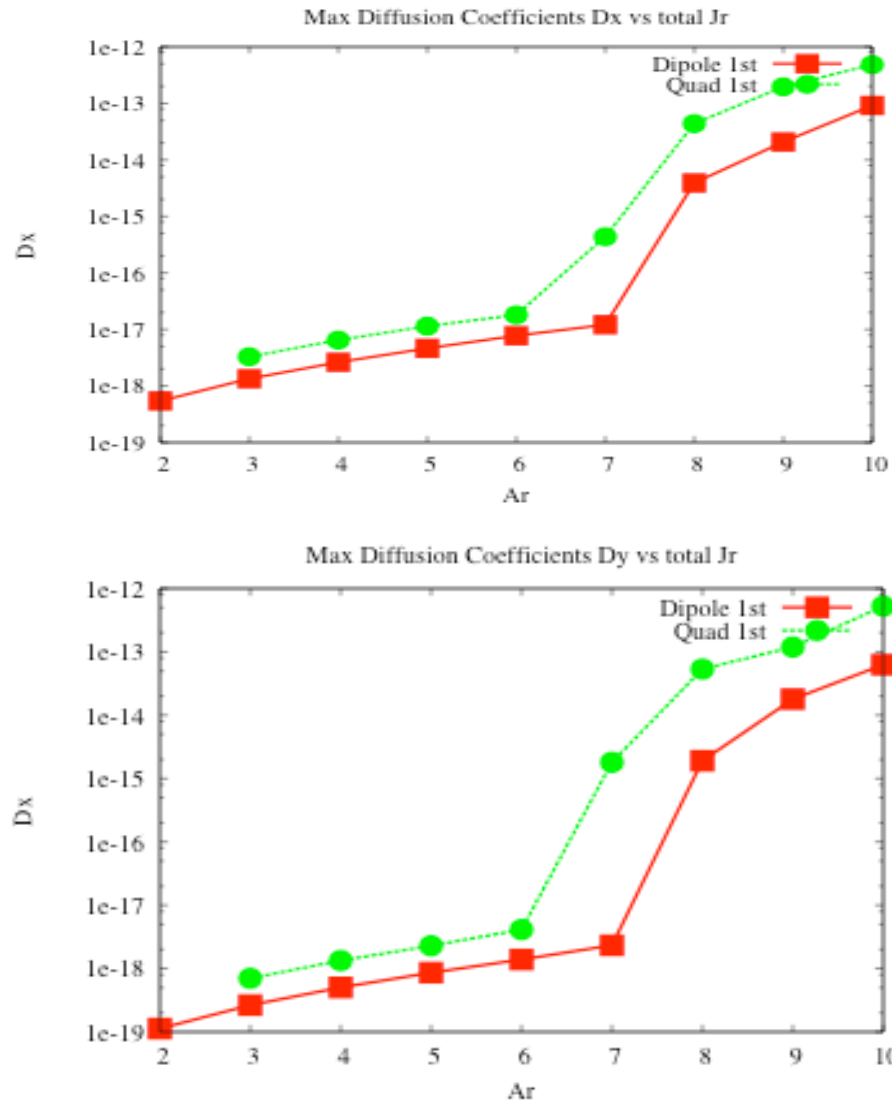 Max Diffusion Coefficients Dx vs total Jr
1e-12
Dipole 1st
1e-13
Quad 1st
1e-14
1e-15
Dx
1e-16
1e-17
1e-18
1e-19
2 3 4 5 6 7 8 9 10
Ar
Max Diffusion Coefficients Dy vs total Jr
1e-12
Dipole 1st
Quad 1st
1e-13
1e-14
1e-15
Dx
1e-16
1e-17
1e-18
1e-19
2 3 4 5 6 7 8 9 10
Ar